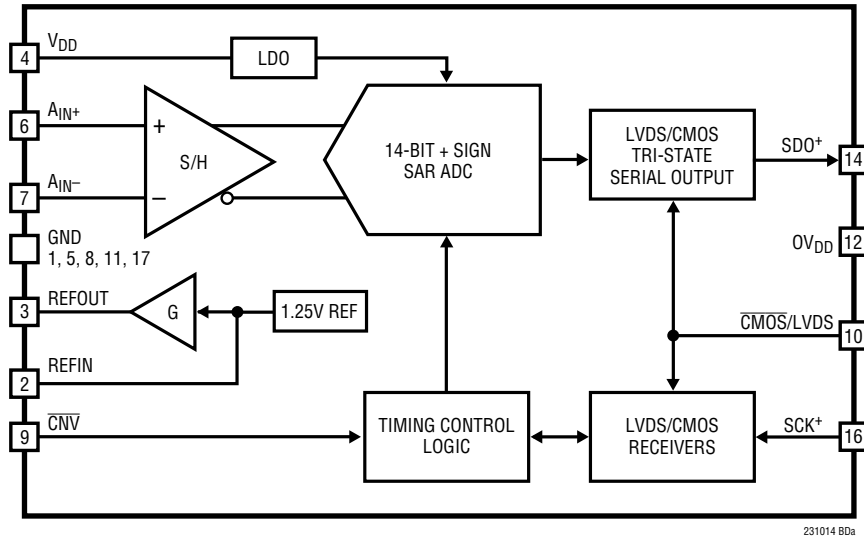 4
V_DD
LDO
6
A_IN+
+
S/H
7
A_IN−
−
14-BIT + SIGN
SAR ADC
LVDS/CMOS
TRI-STATE
SERIAL OUTPUT
SDO⁺
14
GND
1, 5, 8, 11, 17
OV_DD
12
3
REFOUT
G
1.25V REF
C̅M̅O̅S̅/LVDS
10
2
REFIN
9
C̅N̅V̅
TIMING CONTROL
LOGIC
LVDS/CMOS
RECEIVERS
SCK⁺
16
231014 BDa